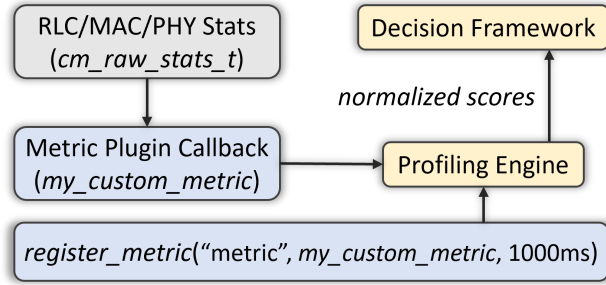 RLC/MAC/PHY Stats
(cm_raw_stats_t)
Decision Framework
normalized scores
Metric Plugin Callback
(my_custom_metric)
Profiling Engine
register_metric(“metric”, my_custom_metric, 1000ms)